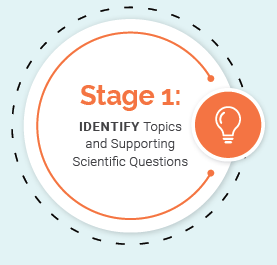 Stage 1:
IDENTIFY Topics
and Supporting
Scientific Questions